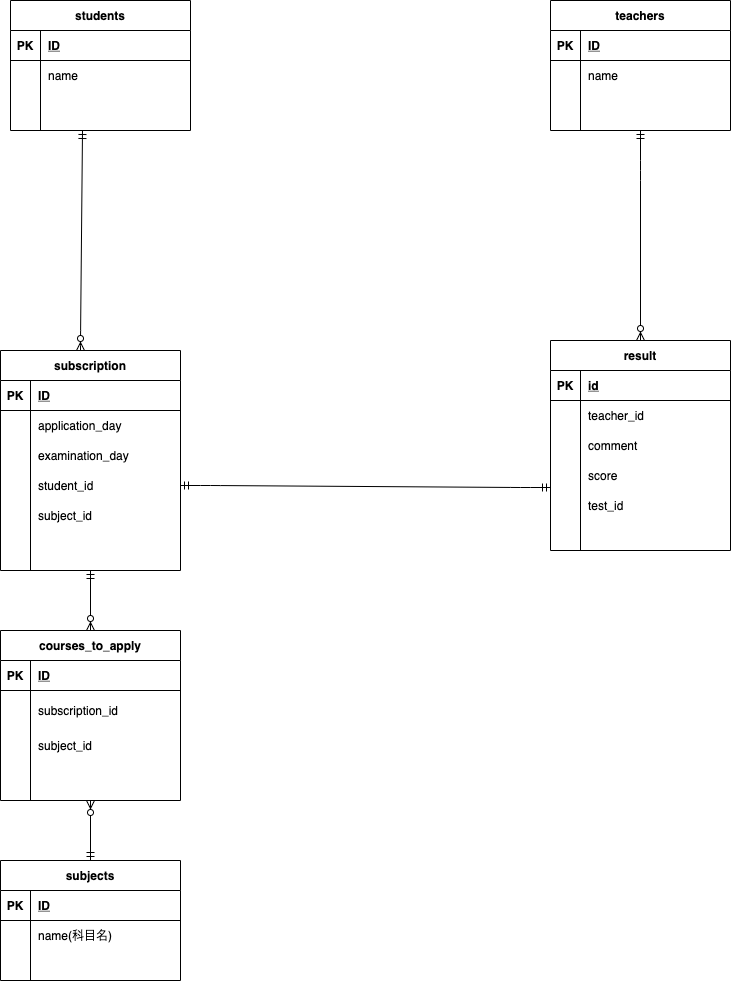 students
PK ID
name
teachers
PK ID
name
subscription
PK ID
application_day
examination_day
student_id
subject_id
result
PK id
teacher_id
comment
score
test_id
courses_to_apply
PK ID
subscription_id
subject_id
subjects
PK ID
name(科目名)